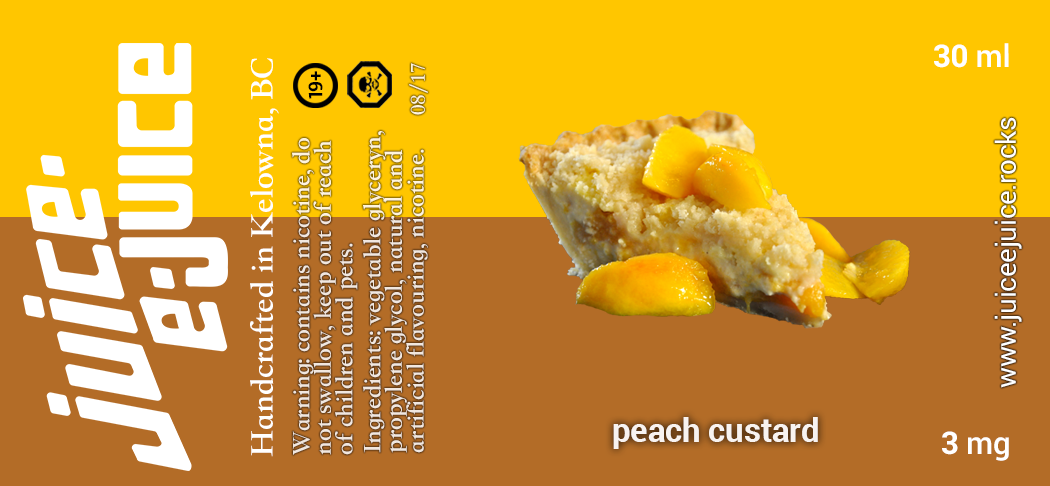 juice·
e·juice
Handcrafted in Kelowna, BC
19+
Warning: contains nicotine, do
not swallow, keep out of reach
of children and pets.
Ingredients: vegetable glyceryn,
propylene glycol, natural and
artificial flavouring, nicotine.
08/17
30 ml
www.juiceejuice.rocks
peach custard
3 mg